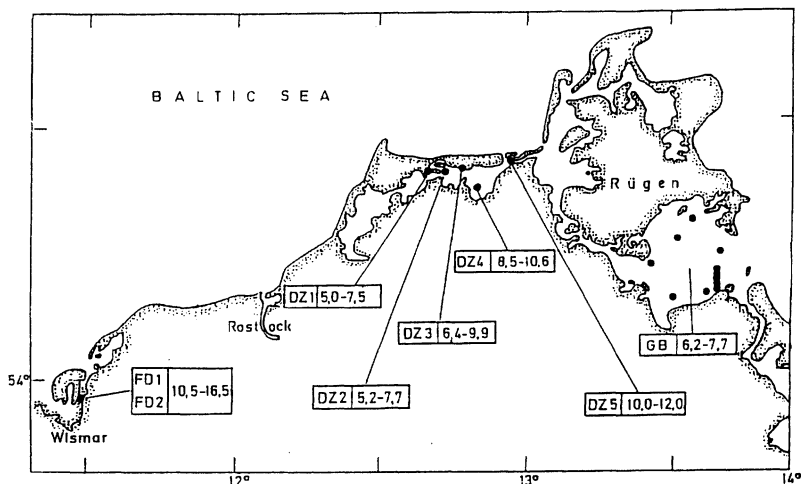 BALTIC SEA
Rügen
DZ4 8,5-10,6
DZ1 5,0-7,5
DZ3 6,4-9,9
Rostock
GB 6,2-7,7
54°
FD1
FD2
10,5-16,5
DZ2 5,2-7,7
DZ5 10,0-12,0
Wismar
12°
13°
14°